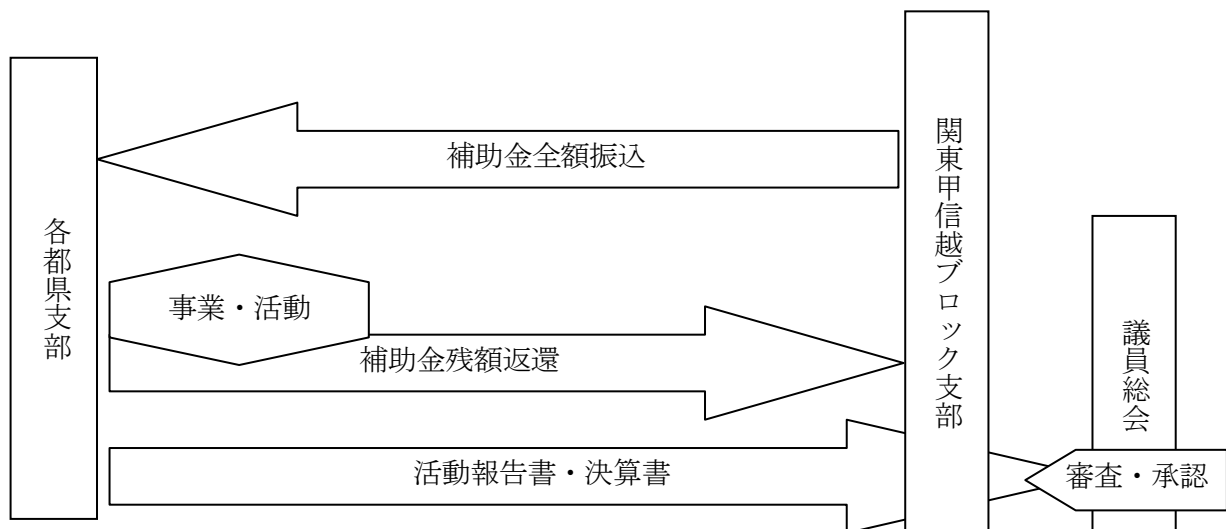 各都県支部
補助金全額振込
事業・活動
補助金残額返還
活動報告書・決算書
関東甲信越ブロック支部
議員総会
審査・承認